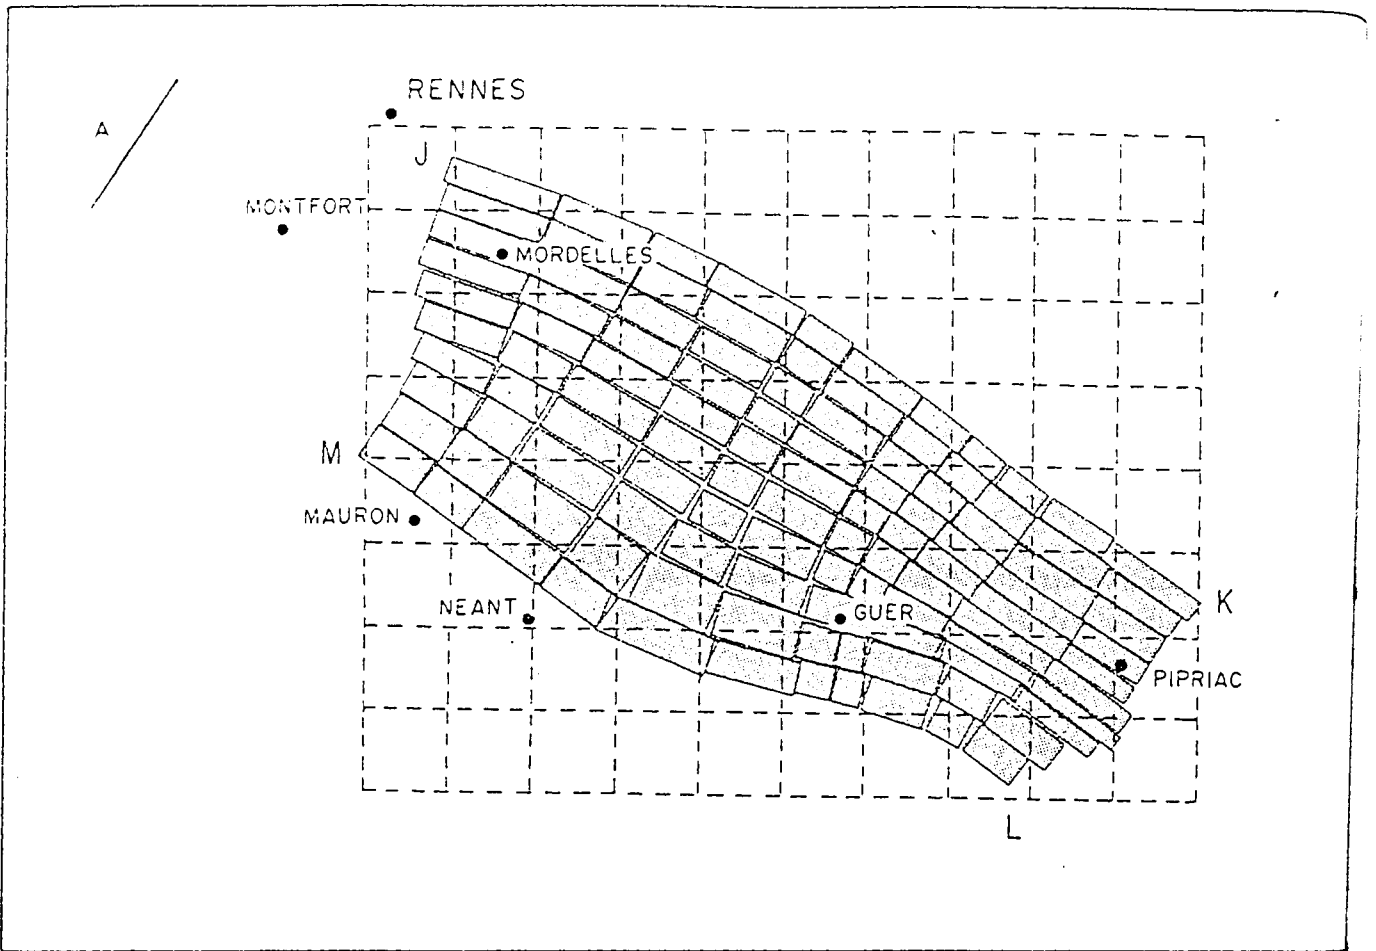 RENNES
A
J
MONTFORT
MORDELLES
M
MAURON
NEANT
GUER
K
PIPRIAC
L